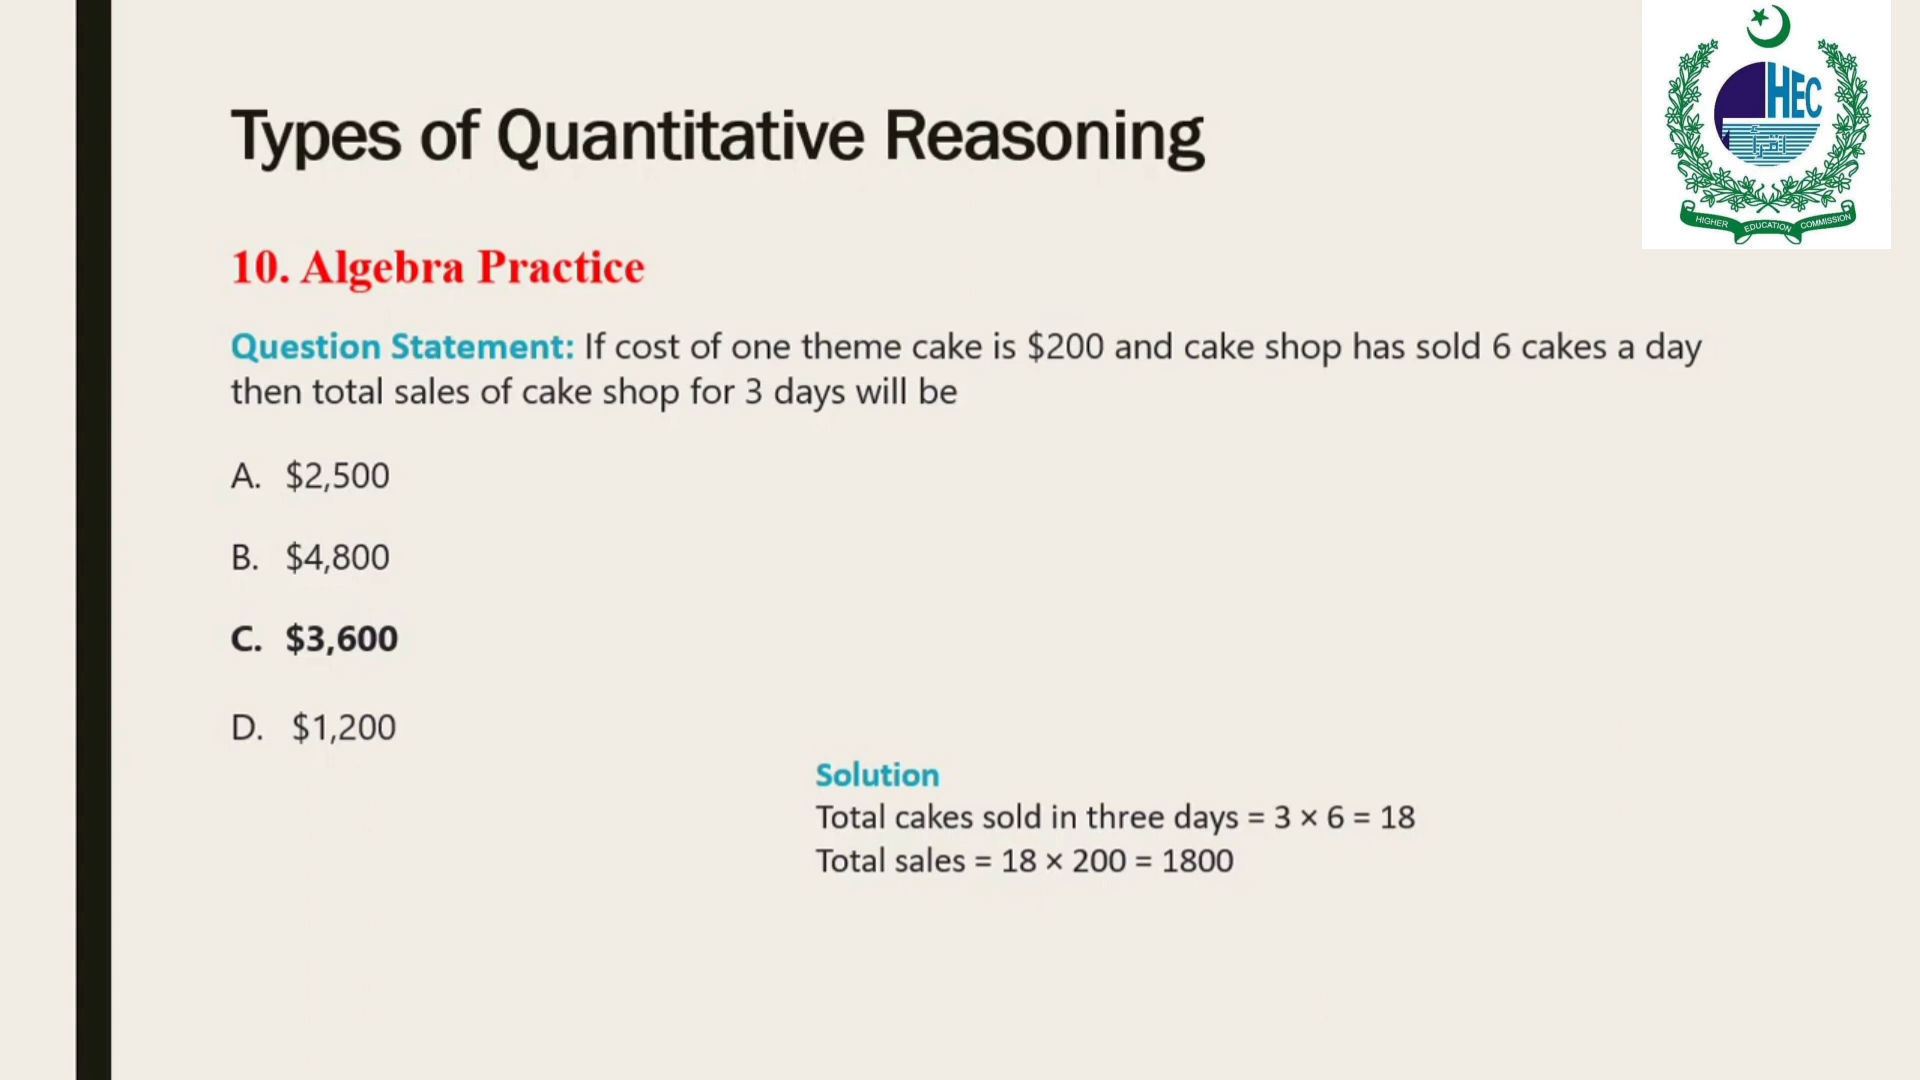 Types of Quantitative Reasoning
HEC
اقرأ
HIGHER EDUCATION COMMISSION
10. Algebra Practice
Question Statement: If cost of one theme cake is $200 and cake shop has sold 6 cakes a day
then total sales of cake shop for 3 days will be
A. $2,500
B. $4,800
C. $3,600
D. $1,200
Solution
Total cakes sold in three days = 3 × 6 = 18
Total sales = 18 × 200 = 1800